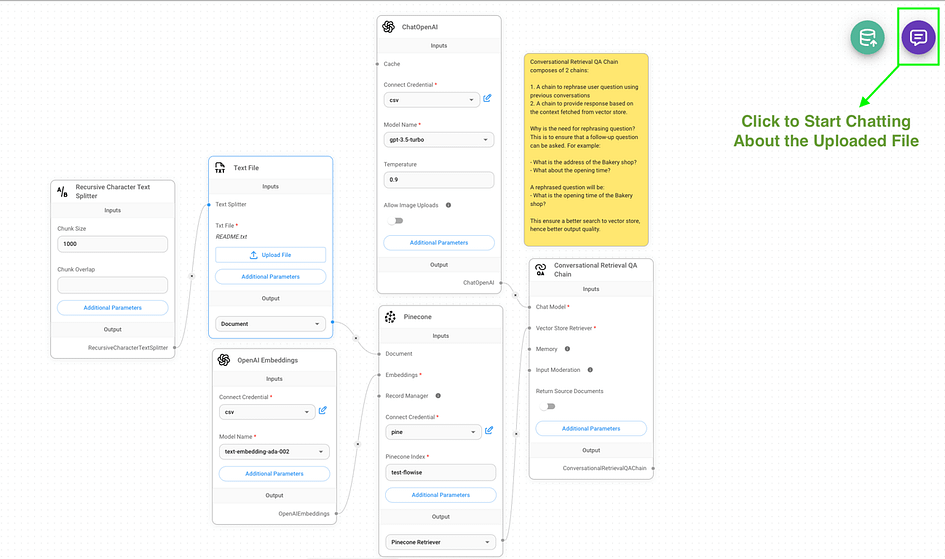 ChatOpenAI
Inputs
Cache
Connect Credential *
csv
Model Name *
gpt-3.5-turbo
Temperature
0.9
Allow Image Uploads
Additional Parameters
Output
ChatOpenAI
Conversational Retrieval QA Chain
composes of 2 chains:
1. A chain to rephrase user question using
previous conversations
2. A chain to provide response based on
the context fetched from vector store.
Why is the need for rephrasing question?
This is to ensure that a follow-up question
can be asked. For example:
- What is the address of the Bakery shop?
- What about the opening time?
A rephrased question will be:
- What is the opening time of the Bakery
shop?
This ensure a better search to vector store,
hence better output quality.
Click to Start Chatting
About the Uploaded File
Recursive Character Text
Splitter
Inputs
Chunk Size
1000
Chunk Overlap
Additional Parameters
Output
RecursiveCharacterTextSplitter
TXT
Text File
Inputs
Text Splitter
Txt File *
README.txt
Upload File
Additional Parameters
Output
Document
OpenAI Embeddings
Inputs
Connect Credential *
csv
Model Name *
text-embedding-ada-002
Additional Parameters
Output
OpenAIEmbeddings
Pinecone
Inputs
Document
Embeddings *
Record Manager
Connect Credential *
pine
Pinecone Index *
test-flowise
Additional Parameters
Output
Pinecone Retriever
QA
Conversational Retrieval QA
Chain
Inputs
Chat Model *
Vector Store Retriever *
Memory
Input Moderation
Return Source Documents
Additional Parameters
Output
ConversationalRetrievalQAChain